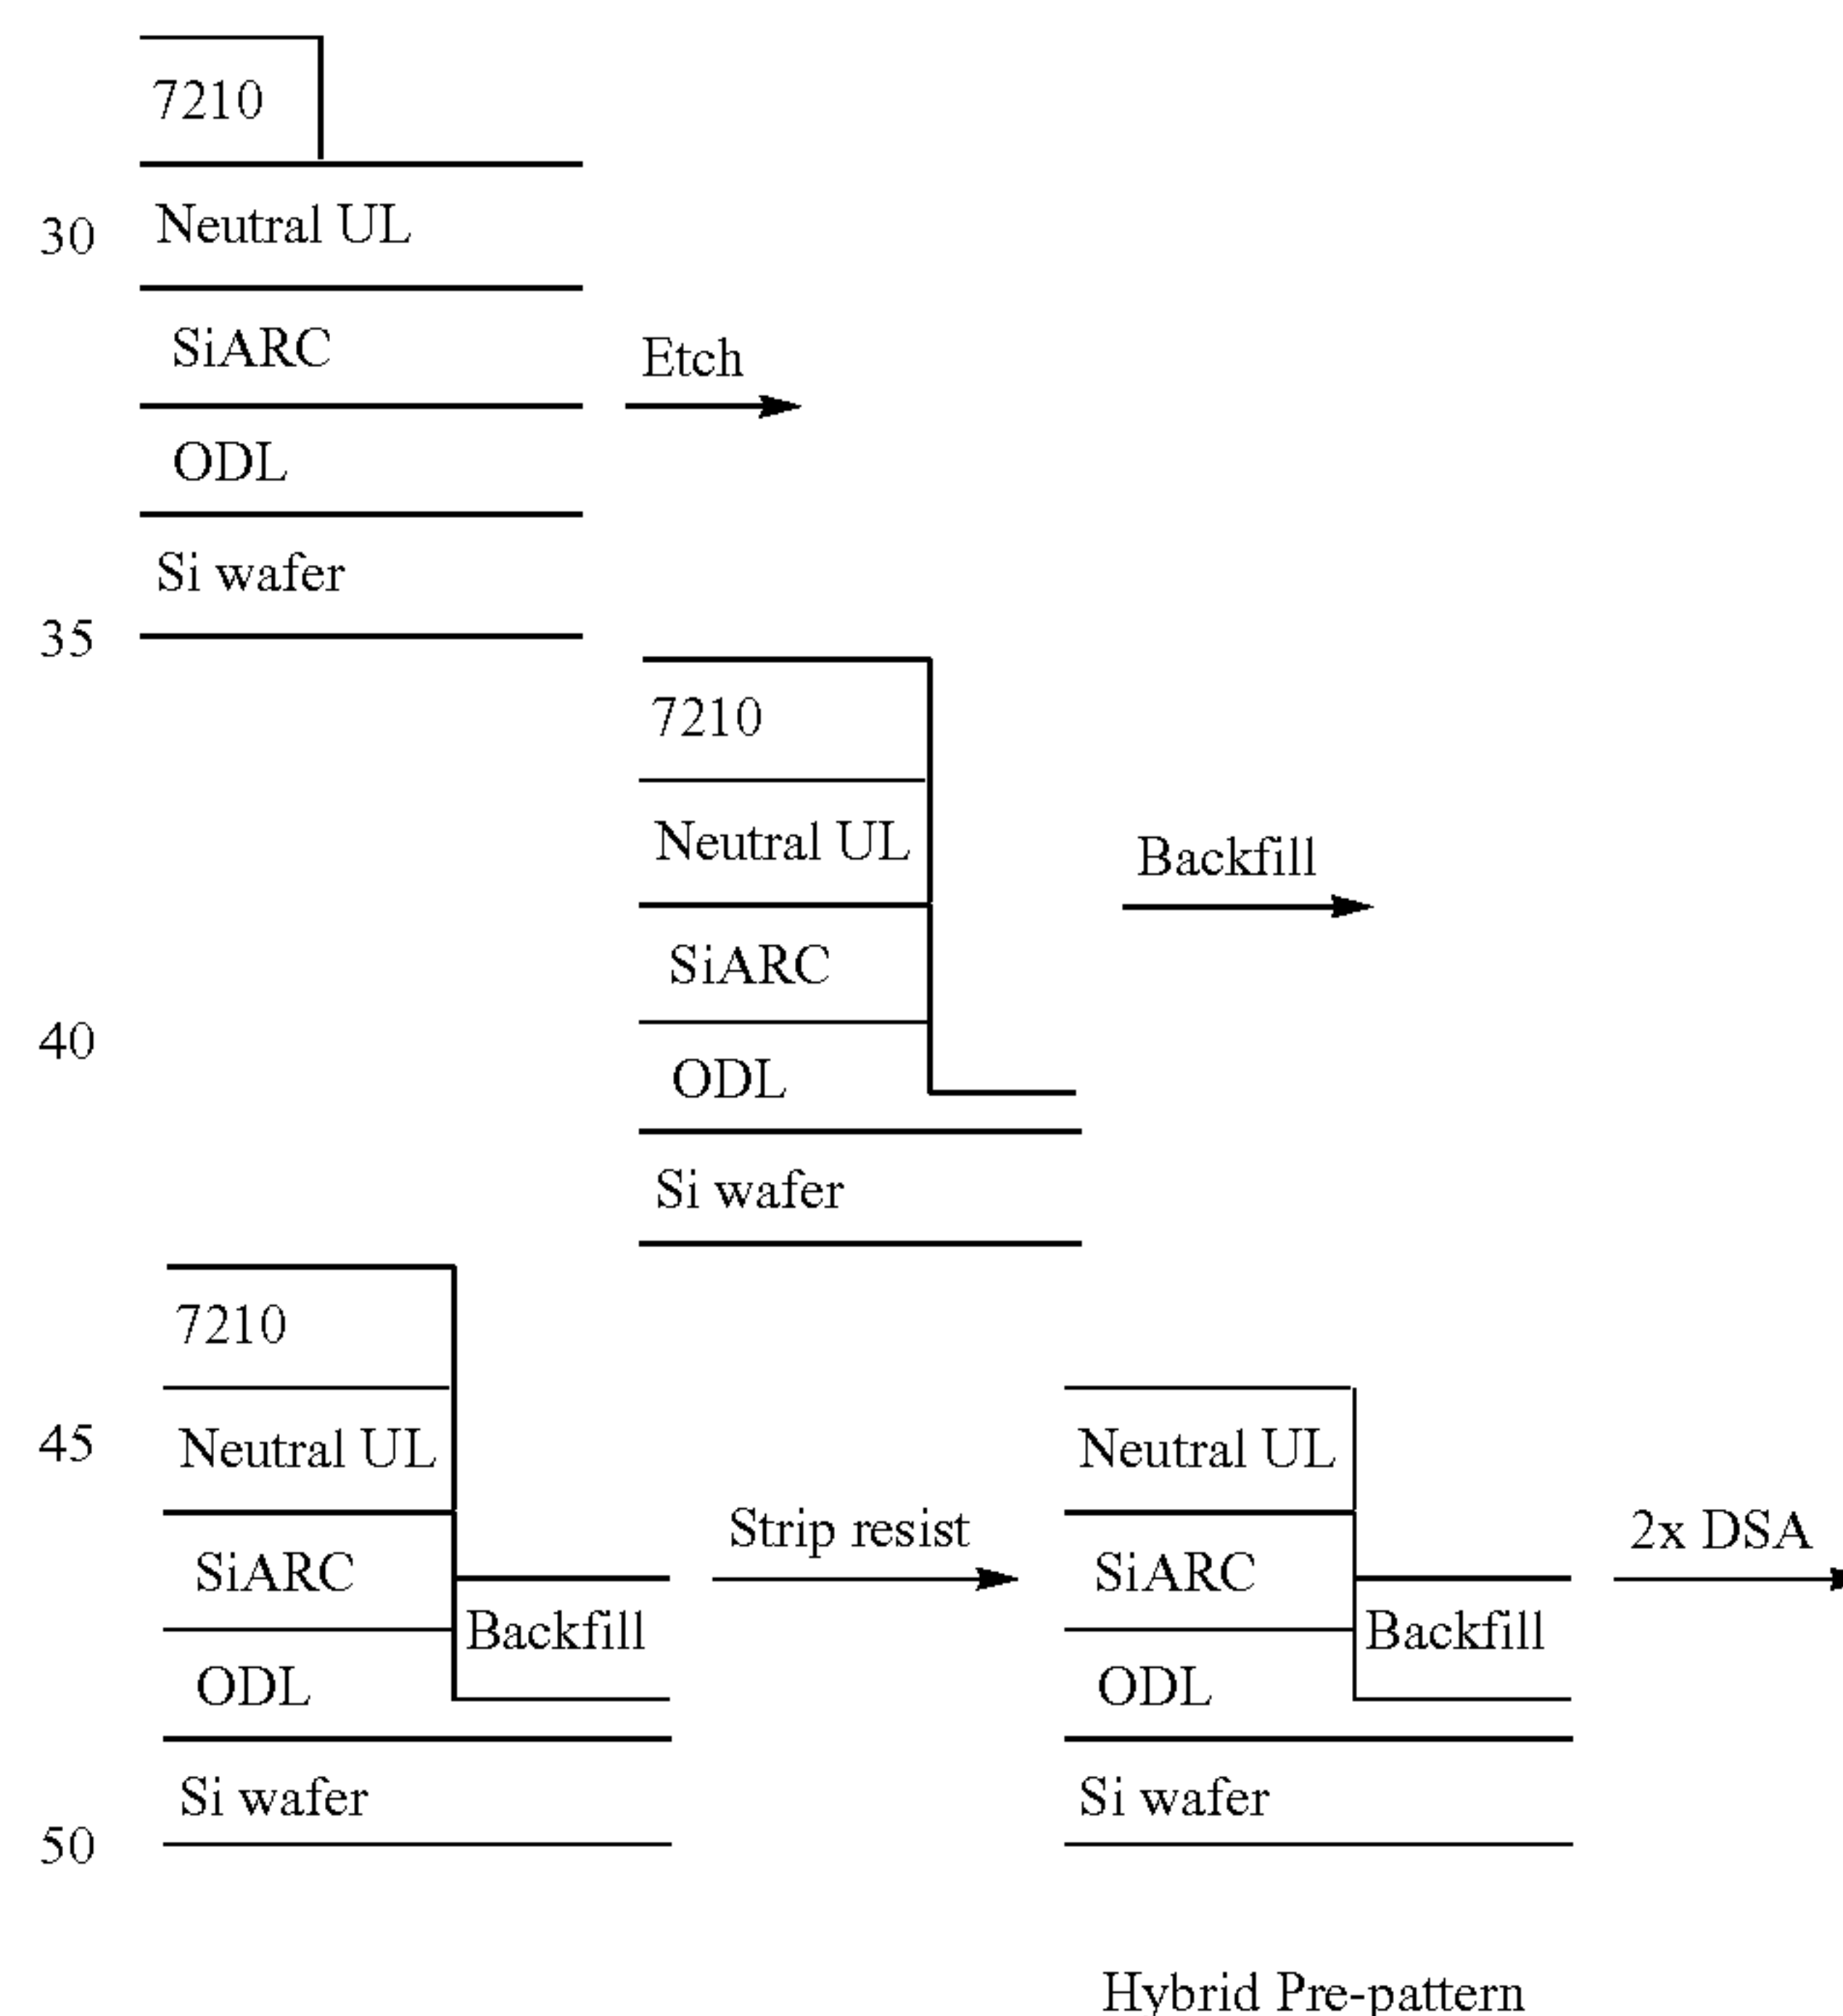 7210
30
Neutral UL
SiARC
Etch
ODL
Si wafer
35
7210
Neutral UL
Backfill
SiARC
40
ODL
Si wafer
7210
45
Neutral UL
Neutral UL
Strip resist
2x DSA
SiARC
SiARC
Backfill
Backfill
ODL
ODL
Si wafer
Si wafer
50
Hybrid Pre-pattern